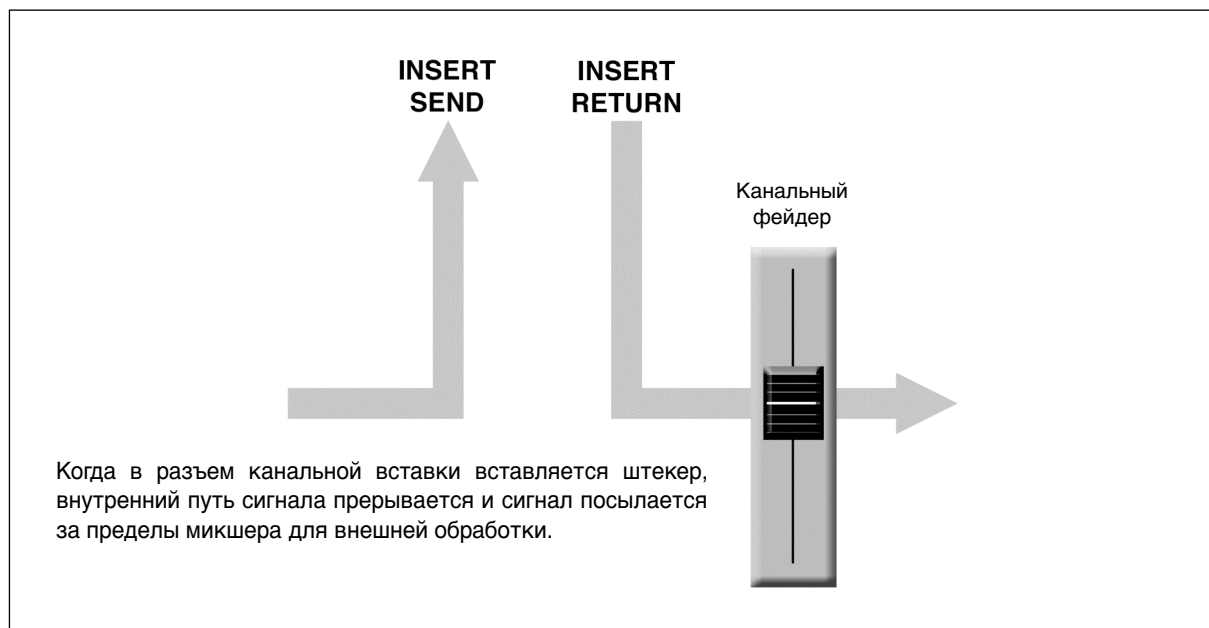 INSERT
SEND
INSERT
RETURN
Канальный
фейдер
Когда в разъем канальной вставки вставляется штекер,
внутренний путь сигнала прерывается и сигнал посылается
за пределы микшера для внешней обработки.